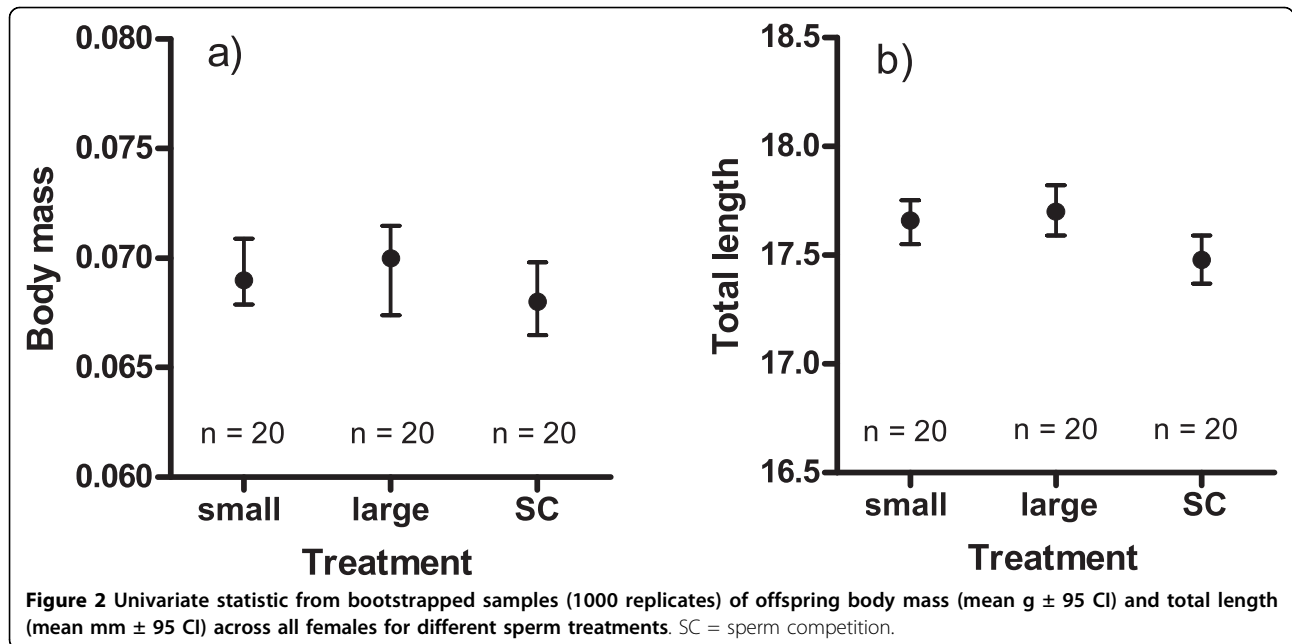 a)
0.080
0.075
0.070
0.065
0.060
Body mass
n = 20 n = 20 n = 20
small large SC
Treatment
b)
18.5
18.0
17.5
17.0
16.5
Total length
n = 20 n = 20 n = 20
small large SC
Treatment
Figure 2 Univariate statistic from bootstrapped samples (1000 replicates) of offspring body mass (mean g ± 95 CI) and total length
(mean mm ± 95 CI) across all females for different sperm treatments. SC = sperm competition.